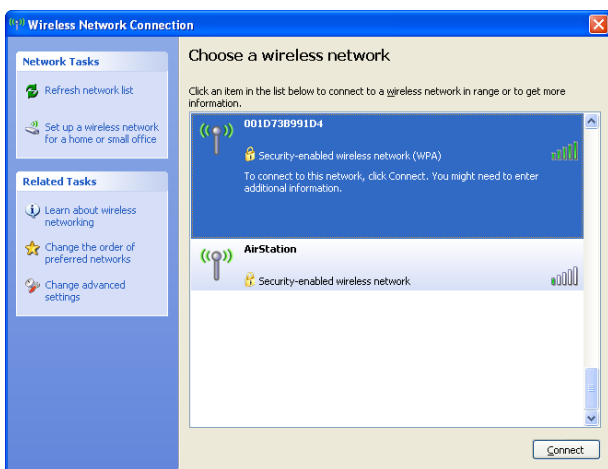 Wireless Network Connection
Network Tasks
Refresh network list
Set up a wireless network
for a home or small office
Related Tasks
Learn about wireless
networking
Change the order of
preferred networks
Change advanced
settings
Choose a wireless network
Click an item in the list below to connect to a wireless network in range or to get more
information.
001D73B991D4
Security-enabled wireless network (WPA)
To connect to this network, click Connect. You might need to enter
additional information.
AirStation
Security-enabled wireless network
Connect